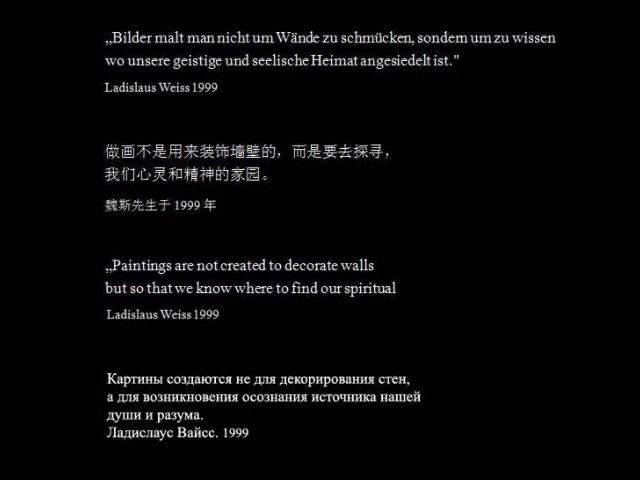 „Bilder malt man nicht um Wände zu schmücken, sondern um zu wissen
wo unsere geistige und seelische Heimat angesiedelt ist."
Ladislaus Weiss 1999
做画不是用来装饰墙壁的，而是要去探寻，
我们心灵和精神的家园。
魏斯先生于 1999 年
„Paintings are not created to decorate walls
but so that we know where to find our spiritual
Ladislaus Weiss 1999
Картины создаются не для декорирования стен,
а для возникновения осознания источника нашей
души и разума.
Ладислаус Вайсс. 1999